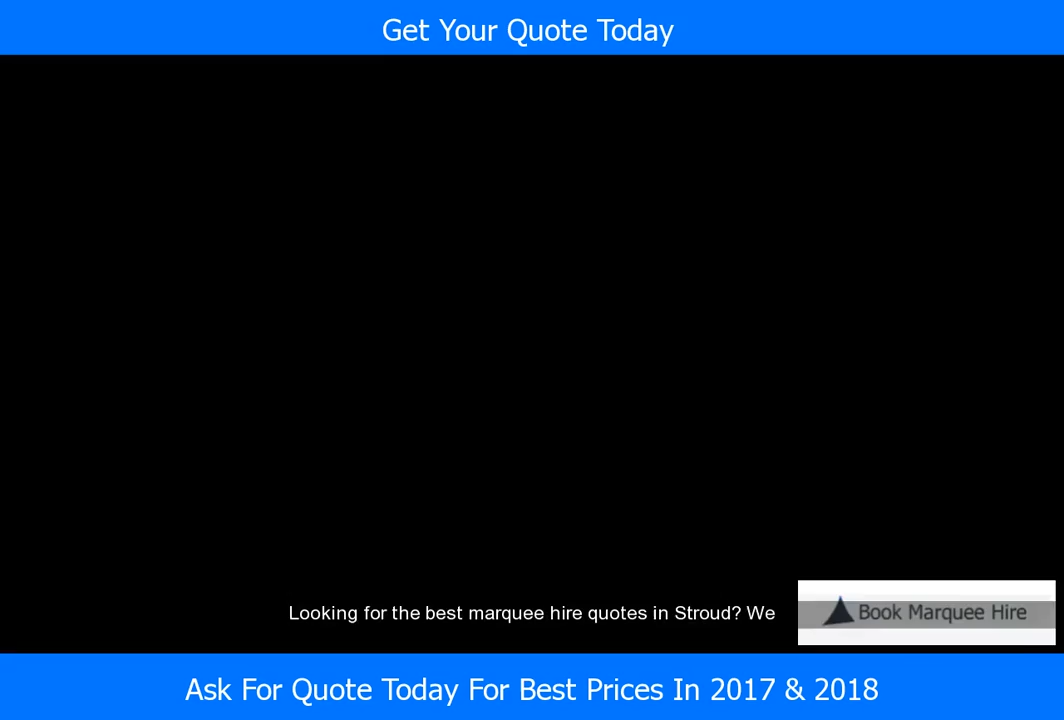 Get Your Quote Today
Looking for the best marquee hire quotes in Stroud? We
Book Marquee Hire
Ask For Quote Today For Best Prices In 2017 & 2018